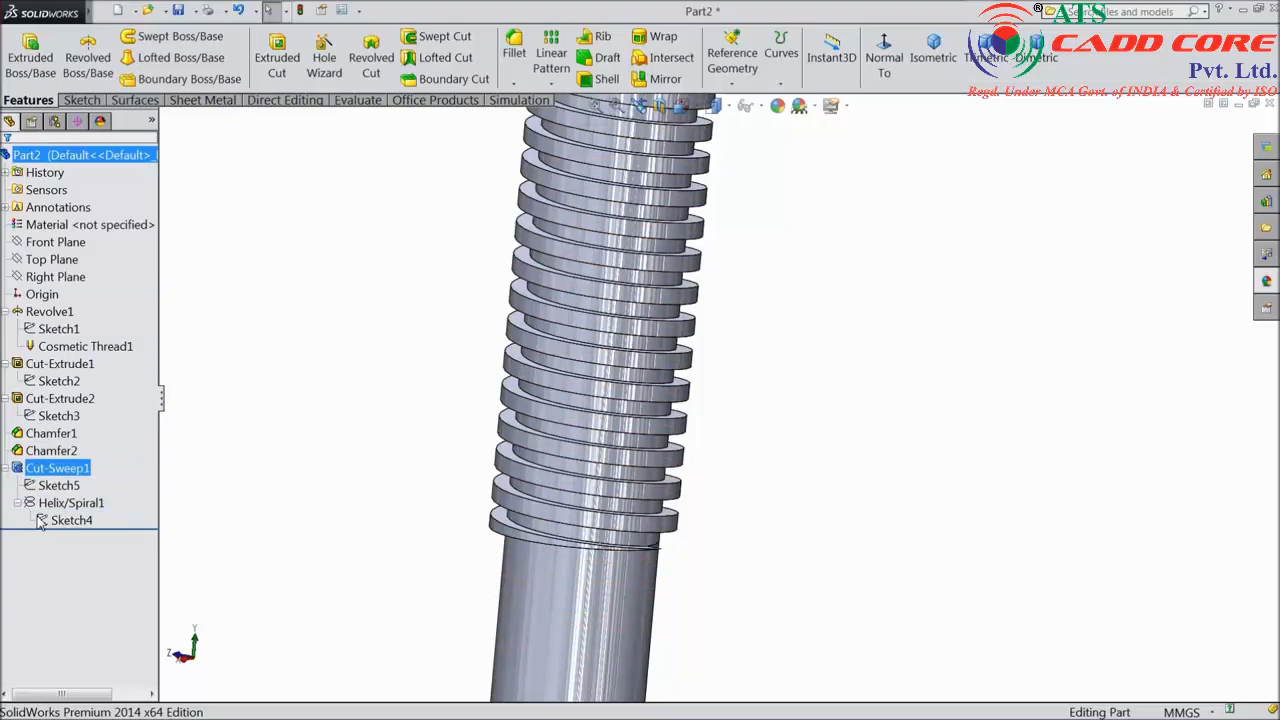 SOLIDWORKS
Part2 *
files and models
® ATS
CADD CORE
Pvt. Ltd.
Regd. Under MCA Govt. of INDIA & Certified by ISO
Extruded Boss/Base
Revolved Boss/Base
Swept Boss/Base
Lofted Boss/Base
Boundary Boss/Base
Extruded Cut
Hole Wizard
Revolved Cut
Swept Cut
Lofted Cut
Boundary Cut
Fillet
Linear Pattern
Rib
Draft
Shell
Wrap
Intersect
Mirror
Reference Geometry
Curves
Instant3D
Normal To
Isometric
Features Sketch Surfaces Sheet Metal Direct Editing Evaluate Office Products Simulation
Part2 (Default<<Default>_
History
Sensors
Annotations
Material <not specified>
Front Plane
Top Plane
Right Plane
Origin
Revolve1
Sketch1
Cosmetic Thread1
Cut-Extrude1
Sketch2
Cut-Extrude2
Sketch3
Chamfer1
Chamfer2
Cut-Sweep1
Sketch5
Helix/Spiral1
Sketch4
Y
Z
SolidWorks Premium 2014 x64 Edition
Editing Part
MMGS